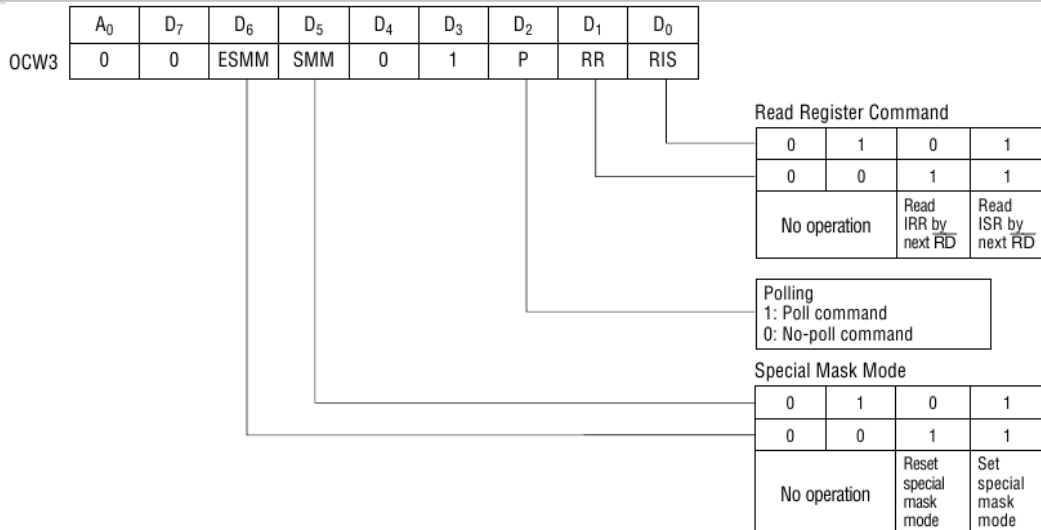 A0 D7 D6 D5 D4 D3 D2 D1 D0
OCW3 0 0 ESMM SMM 0 1 P RR RIS
Read Register Command
0 1 0 1
0 0 1 1
No operation
Read
IRR by
next R̅D̅
Read
ISR by
next R̅D̅
Polling
1: Poll command
0: No-poll command
Special Mask Mode
0 1 0 1
0 0 1 1
No operation
Reset
special
mask
mode
Set
special
mask
mode